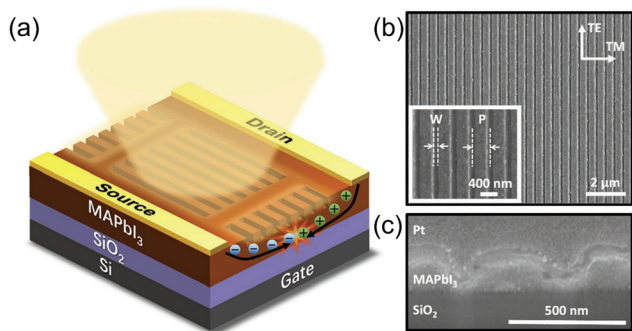 (a)
Drain
Source
MAPbI₃
SiO₂
Si
Gate
(b)
TE
TM
W
P
400 nm
2 μm
(c)
Pt
MAPbI₃
SiO₂
500 nm